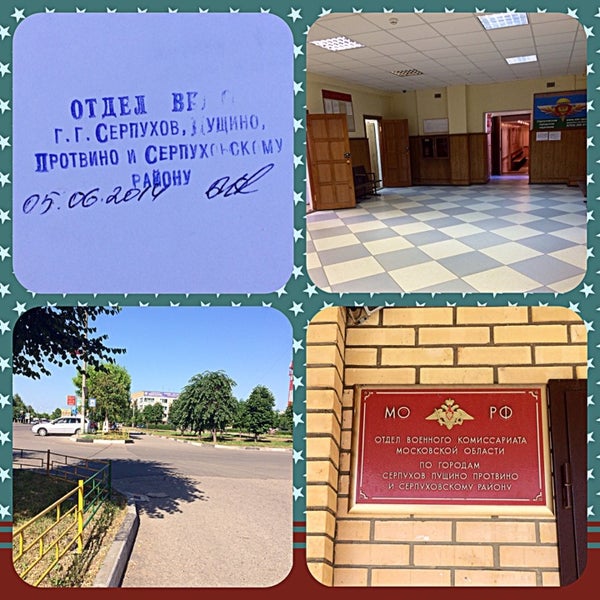 ОТДЕЛ
Г.Г. СЕРПУХОВ, ПУЩИНО,
ПРОТВИНО И СЕРПУХОВСКОМУ
РАЙОНУ
05.06.2014
МО РФ
ОТДЕЛ ВОЕННОГО КОМИССАРИАТА
МОСКОВСКОЙ ОБЛАСТИ
ПО ГОРОДАМ
СЕРПУХОВ ПУЩИНО ПРОТВИНО
И СЕРПУХОВСКОМУ РАЙОНУ